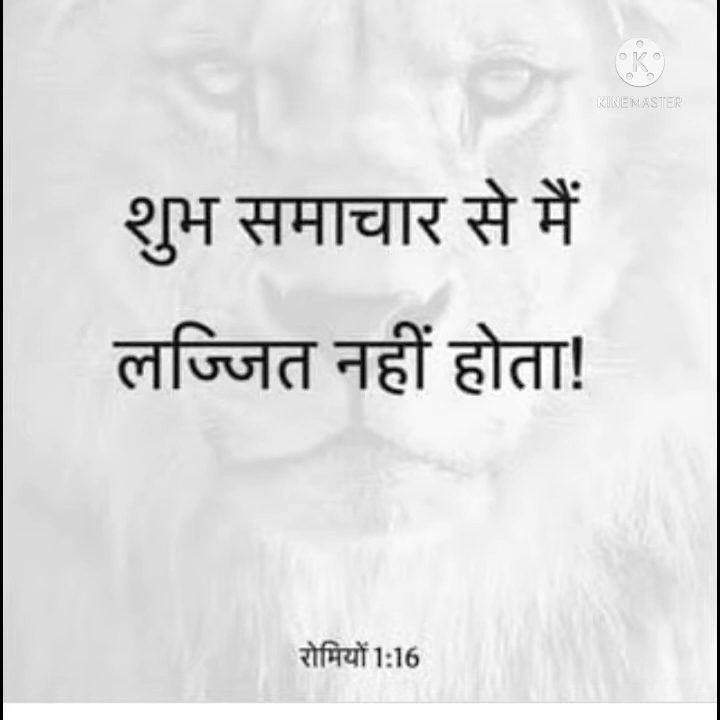 KINEMASTER
शुभ समाचार से मैं
लज्जित नहीं होता!
रोमियों 1:16